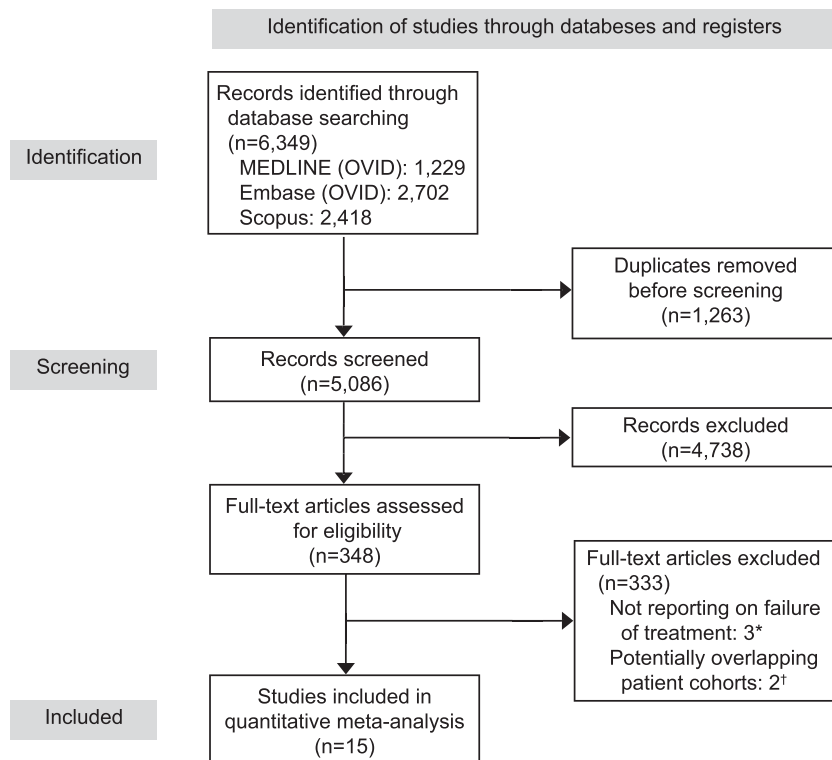 Identification of studies through databeses and registers
Identification
Records identified through
database searching
(n=6,349)
MEDLINE (OVID): 1,229
Embase (OVID): 2,702
Scopus: 2,418
Duplicates removed
before screening
(n=1,263)
Screening
Records screened
(n=5,086)
Records excluded
(n=4,738)
Full-text articles assessed
for eligibility
(n=348)
Full-text articles excluded
(n=333)
Not reporting on failure
of treatment: 3*
Potentially overlapping
patient cohorts: 2†
Included
Studies included in
quantitative meta-analysis
(n=15)